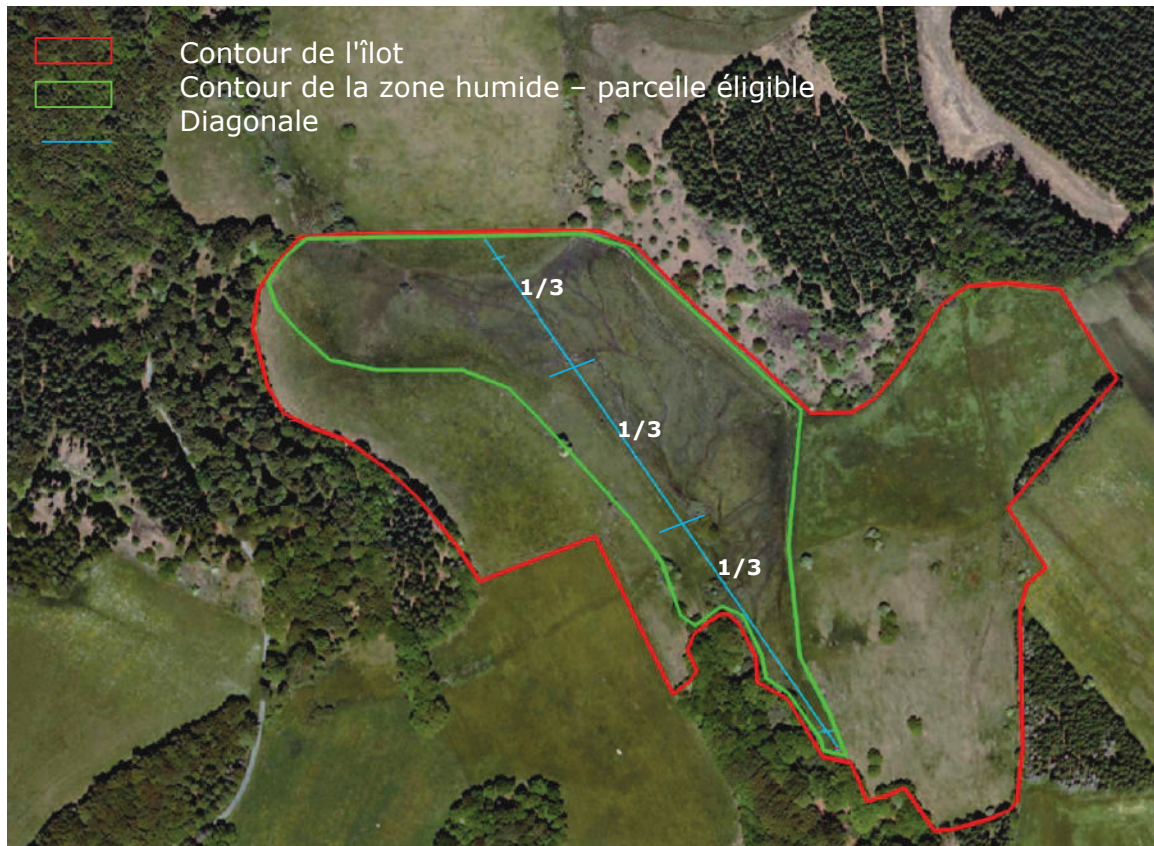 Contour de l'îlot
Contour de la zone humide – parcelle éligible
Diagonale
1/3
1/3
1/3